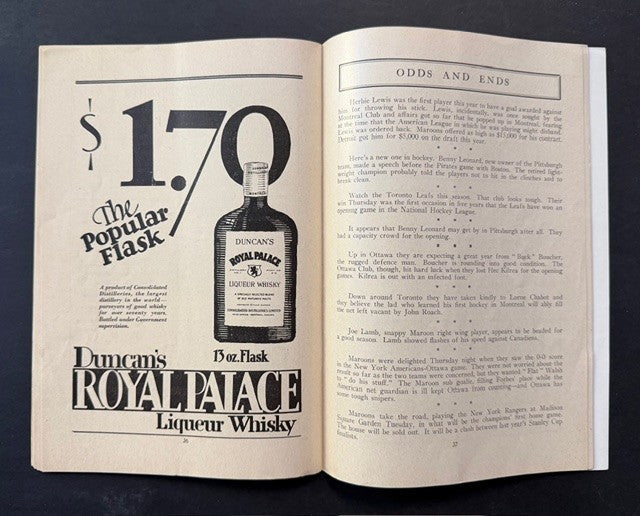 $1.70
The
Popular
Flask
A product of Consolidated
Distilleries, the largest
distillery in the world—
purveyors of good whisky
for over seventy years.
Bottled under Government
supervision.
DUNCAN'S
ROYAL PALACE
LIQUEUR WHISKY
A SPECIALLY SELECTED BLEND
OF OLD MATURED MALTS
CONSOLIDATED DISTILLERIES LIMITED
13 oz. Flask
Duncan's
ROYAL PALACE
Liqueur Whisky
36
ODDS AND ENDS
Herbie Lewis was the first player this year to have a goal awarded against
him for throwing his stick. Lewis, incidentally, was once sought by the
Montreal Club and affairs got so far that he popped up in Montreal, fearing
at the time that the American League in which he was playing might disband.
Lewis was ordered back. Maroons offered as high as $15,000 for his contract.
Detroit got him for $5,000 on the draft this year.
* * *
Here's a new one in hockey. Benny Leonard, new owner of the Pittsburgh
team, made a speech before the Pirates game with Boston. The retired light-
weight champion probably told the players not to hit in the clinches and to
break clean.
* * *
Watch the Toronto Leafs this season. That club looks tough. Their
win Thursday was the first occasion in five years that the Leafs have won an
opening game in the National Hockey League.
* * *
It appears that Benny Leonard may get by in Pittsburgh after all. They
had a capacity crowd for the opening.
* * *
Up in Ottawa they are expecting a great year from "Buck" Boucher,
the rugged defence man. Boucher is rounding into good condition. The
Ottawa Club, though, hit hard luck when they lost Hec Kilrea for the opening
games. Kilrea is out with an infected foot.
* * *
Down around Toronto they have taken kindly to Lorne Chabot and
they believe the lad who learned his first hockey in Montreal will ably fill
the net left vacant by John Roach.
* * *
Joe Lamb, snappy Maroon right wing player, appears to be headed for
a good season. Lamb showed flashes of his speed against Canadiens.
* * *
Maroons were delighted Thursday night when they saw the 0-0 score
in the New York Americans-Ottawa game. They were not worried about the
result so far as the two teams were concerned, but they wanted "Flat" Walsh
to "do his stuff." The Maroon sub goalie, filling Forbes place while the
American net guardian is ill kept Ottawa from counting—and Ottawa has
some tough snipers.
* * *
Maroons take the road, playing the New York Rangers at Madison
Square Garden Tuesday, in what will be the champions' first home game.
The house will be sold out. It will be a clash between last year's Stanley Cup
finalists.
37